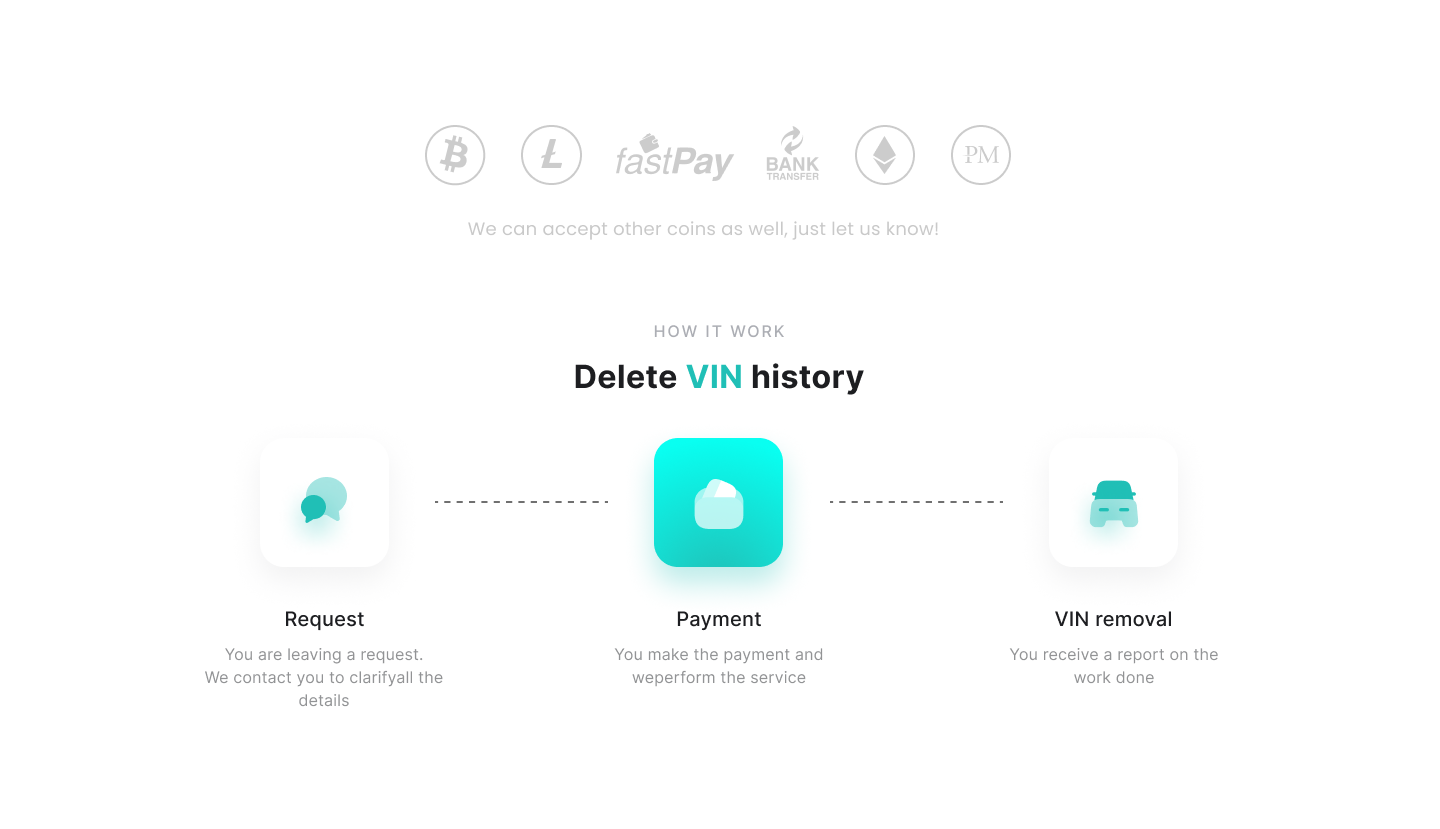 fastPay
BANK
TRANSFER
PM
We can accept other coins as well, just let us know!
HOW IT WORK
Delete VIN history
Request
You are leaving a request.
We contact you to clarifyall the
details
Payment
You make the payment and
weperform the service
VIN removal
You receive a report on the
work done